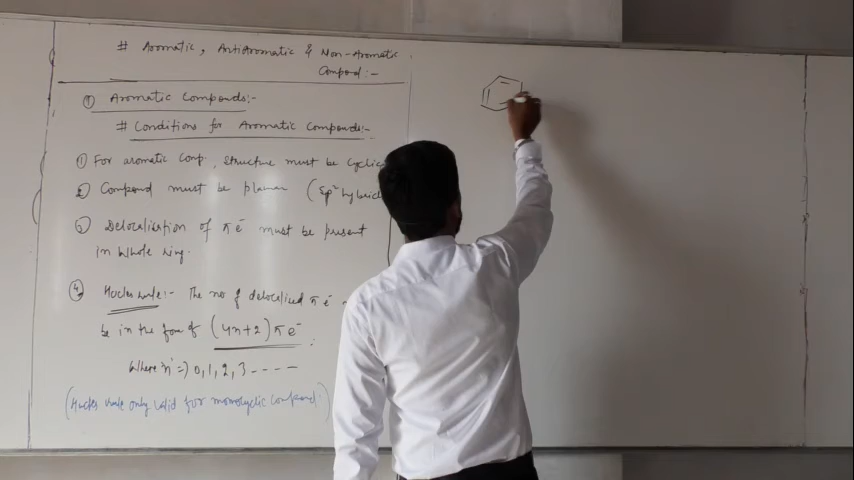 # Aromatic, Antiaromatic & Non-Aromatic
Compond:-
① Aromatic Compounds:-
# Conditions for Aromatic Compounds:-
① For aromatic Comp., Structure must be Cyclic
② Compond must be planar (Sp² hybrid
③ Delocalisation of π e⁻ must be present
in whole ring.
④ Huckel rule:- The no of delocalized π e⁻
be in the form of (4n+2) π e⁻.
Where 'n' => 0, 1, 2, 3 - - - -
(Huckel rule only valid for monocyclic compound.)